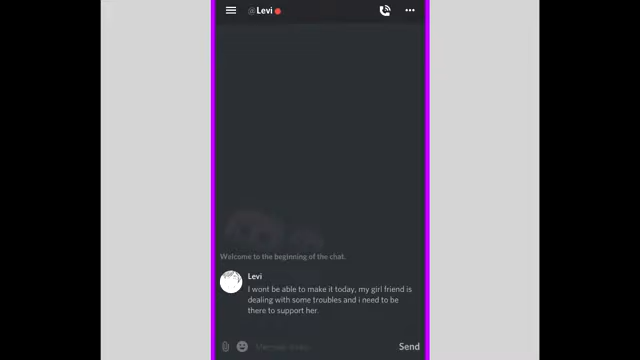 @Levi
Welcome to the beginning of the chat.
Levi
I wont be able to make it today, my girl friend is
dealing with some troubles and i need to be
there to support her.
Send